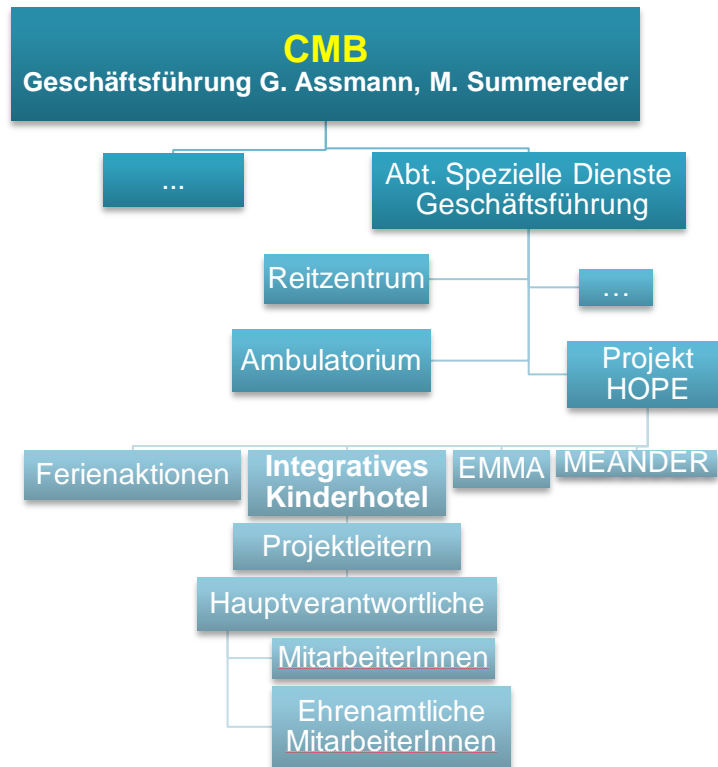 CMB
Geschäftsführung G. Assmann, M. Summereder
...
Abt. Spezielle Dienste
Geschäftsführung
Reitzentrum
...
Ambulatorium
Projekt
HOPE
Ferienaktionen
Integratives
Kinderhotel
EMMA
MEANDER
Projektleitern
Hauptverantwortliche
MitarbeiterInnen
Ehrenamtliche
MitarbeiterInnen